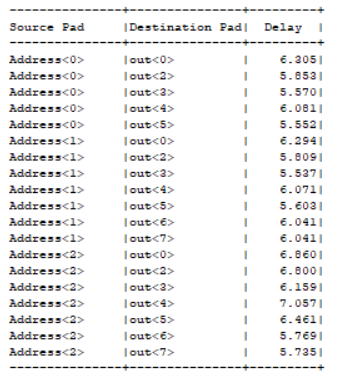 ---------------+---------------+---------+
Source Pad     |Destination Pad|  Delay  |
---------------+---------------+---------+
Address<0>     |out<0>         |    6.305|
Address<0>     |out<2>         |    5.853|
Address<0>     |out<3>         |    5.570|
Address<0>     |out<4>         |    6.081|
Address<0>     |out<5>         |    5.552|
Address<1>     |out<0>         |    6.294|
Address<1>     |out<2>         |    5.809|
Address<1>     |out<3>         |    5.537|
Address<1>     |out<4>         |    6.071|
Address<1>     |out<5>         |    5.603|
Address<1>     |out<6>         |    6.041|
Address<1>     |out<7>         |    6.041|
Address<2>     |out<0>         |    6.860|
Address<2>     |out<2>         |    6.800|
Address<2>     |out<3>         |    6.159|
Address<2>     |out<4>         |    7.057|
Address<2>     |out<5>         |    6.461|
Address<2>     |out<6>         |    5.769|
Address<2>     |out<7>         |    5.735|
---------------+---------------+---------+